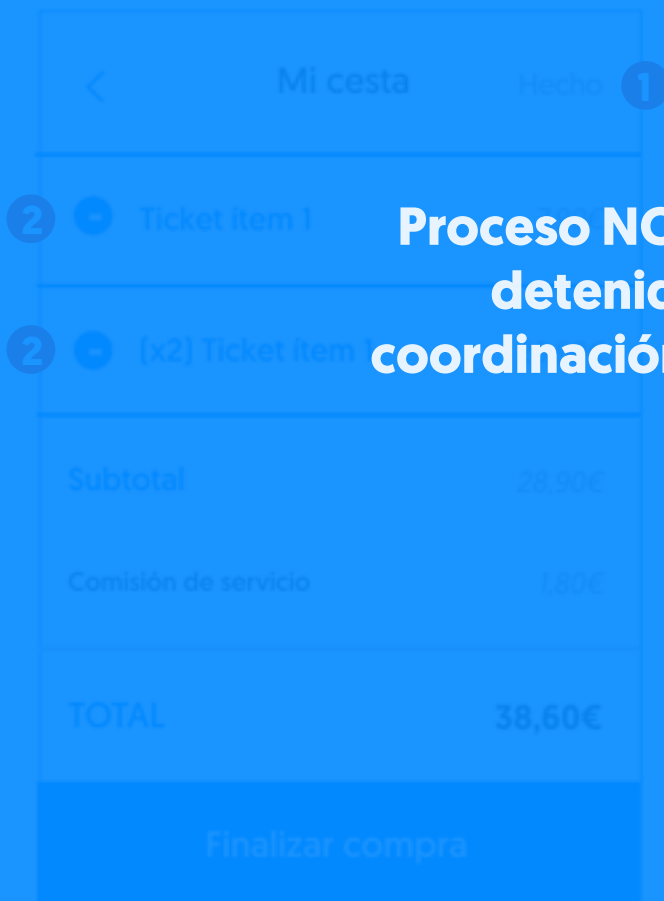 Mi cesta
Hecho
1
2
Ticket item 1
Proceso NO
2
(x2) Ticket item 1
coordinación
Subtotal
28,90€
Comisión de servicio
1,80€
TOTAL
38,60€
Finalizar compra